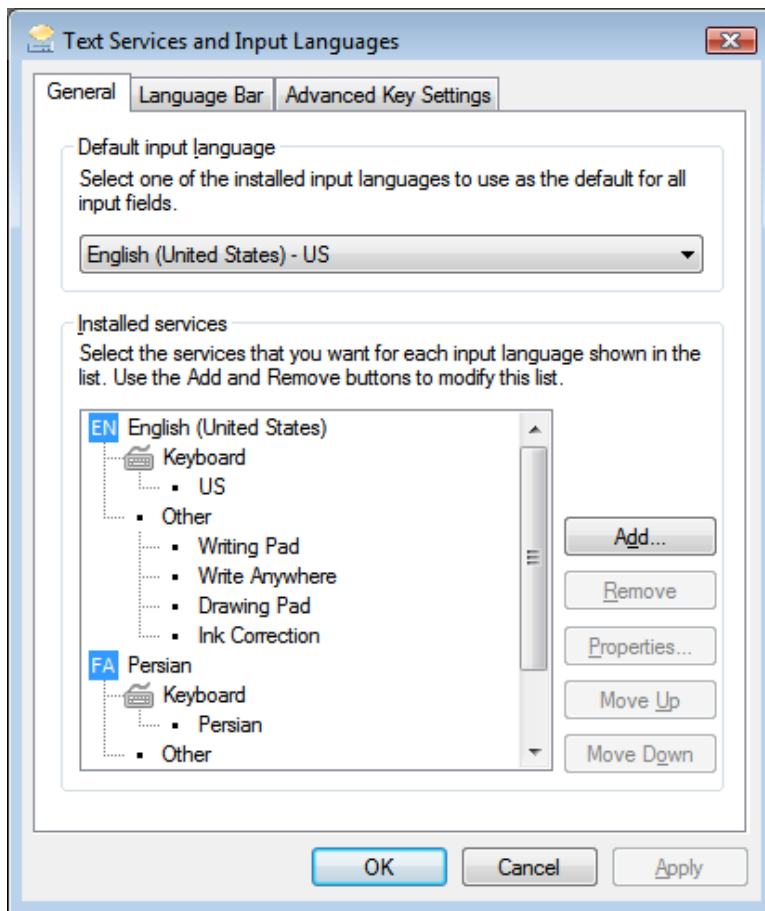 Text Services and Input Languages
General
Language Bar
Advanced Key Settings
Default input language
Select one of the installed input languages to use as the default for all
input fields.
English (United States) - US
Installed services
Select the services that you want for each input language shown in the
list. Use the Add and Remove buttons to modify this list.
EN English (United States)
Keyboard
US
Other
Writing Pad
Write Anywhere
Drawing Pad
Ink Correction
FA Persian
Keyboard
Persian
Other
Add...
Remove
Properties...
Move Up
Move Down
OK
Cancel
Apply